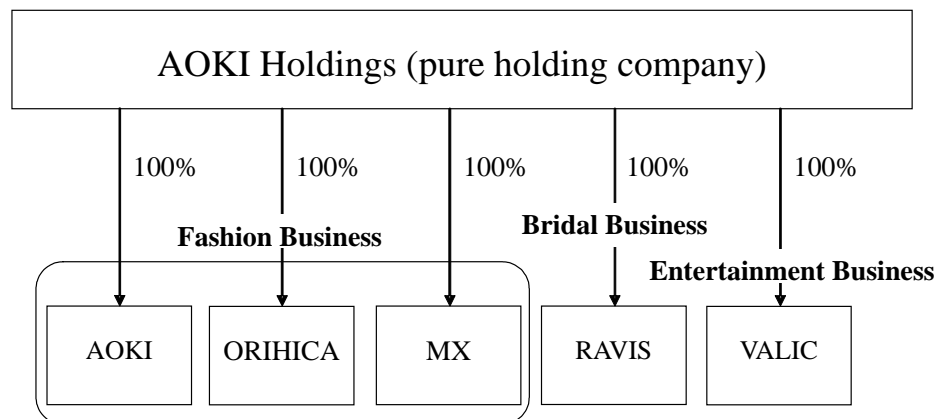 AOKI Holdings (pure holding company)
100%
100%
100%
100%
100%
Fashion Business
Bridal Business
Entertainment Business
AOKI
ORIHICA
MX
RAVIS
VALIC